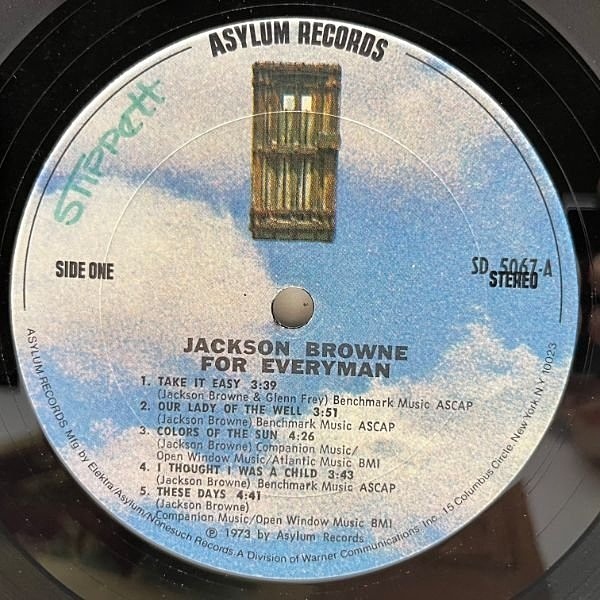 ASYLUM RECORDS
STIPPETT
SIDE ONE
SD 5067-A
STEREO
JACKSON BROWNE
FOR EVERYMAN
1. TAKE IT EASY 3:39
(Jackson Browne & Glenn Frey) Benchmark Music ASCAP
2. OUR LADY OF THE WELL 3:51
(Jackson Browne) Benchmark Music ASCAP
3. COLORS OF THE SUN 4:26
(Jackson Browne) Companion Music/
Open Window Music/Atlantic Music BMI
4. I THOUGHT I WAS A CHILD 3:43
(Jackson Browne) Benchmark Music ASCAP
5. THESE DAYS 4:41
(Jackson Browne)
Companion Music/Open Window Music BMI
℗ 1973 by Asylum Records
ASYLUM RECORDS Mfg by Elektra/Asylum/Nonesuch Records. A Division of Warner Communications Inc. 15 Columbus Circle, New York, N.Y. 10023